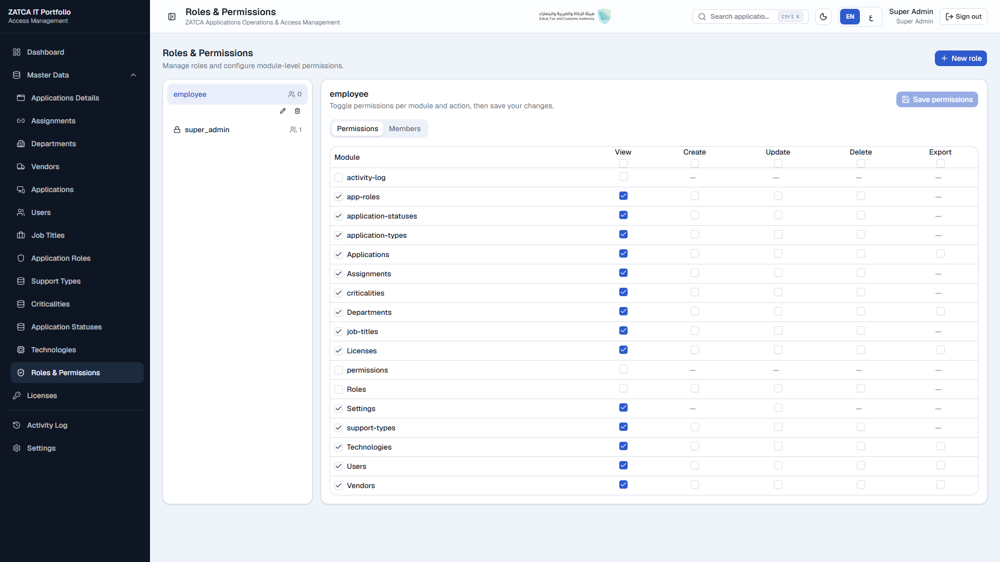 ZATCA IT Portfolio
Access Management
Dashboard
Master Data
Applications Details
Assignments
Departments
Vendors
Applications
Users
Job Titles
Application Roles
Support Types
Criticalities
Application Statuses
Technologies
Roles & Permissions
Licenses
Activity Log
Settings
Roles & Permissions
ZATCA Applications Operations & Access Management
هيئة الزكاة والضريبة والجمارك
Zakat, Tax and Customs Authority
Search applicatio...
Ctrl K
EN
ع
Super Admin
Super Admin
Sign out
Roles & Permissions
Manage roles and configure module-level permissions.
New role
employee 0
super_admin 1
employee
Toggle permissions per module and action, then save your changes.
Save permissions
Permissions Members
Module View Create Update Delete Export
activity-log — — — —
app-roles —
application-statuses —
application-types —
Applications
Assignments —
criticalities —
Departments
job-titles —
Licenses
permissions — — — —
Roles —
Settings — — —
support-types —
Technologies
Users
Vendors